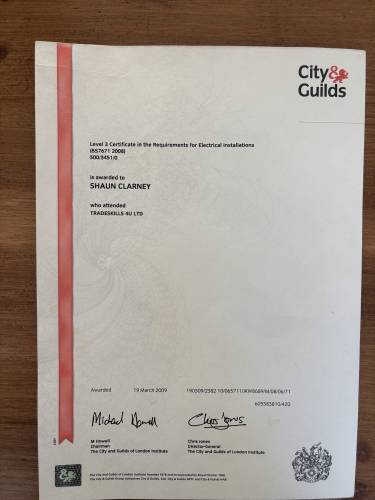 City&
Guilds
Level 3 Certificate in the Requirements for Electrical Installations
(BS7671 2008)
500/3451/0
is awarded to
SHAUN CLARNEY
who attended
TRADESKILLS 4U LTD
Awarded 19 March 2009
M Howell
Chairman
The City and Guilds of London Institute
Chris Jones
Director-General
The City and Guilds of London Institute